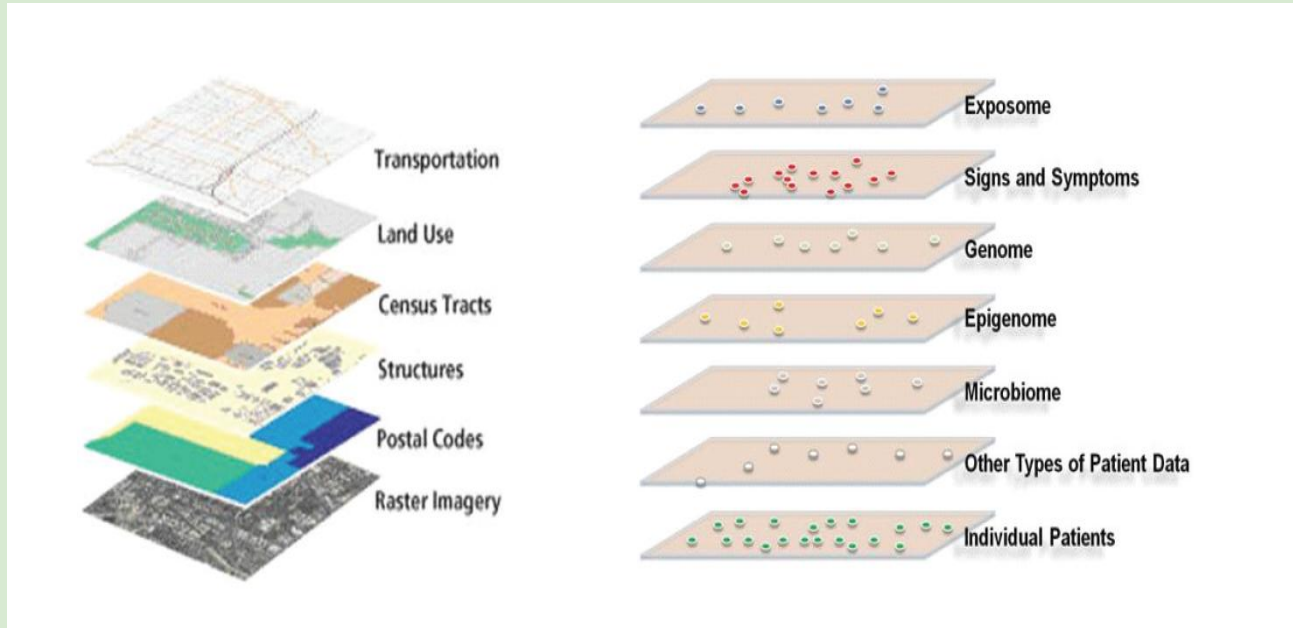 Transportation
Land Use
Census Tracts
Structures
Postal Codes
Raster Imagery
Exposome
Signs and Symptoms
Genome
Epigenome
Microbiome
Other Types of Patient Data
Individual Patients